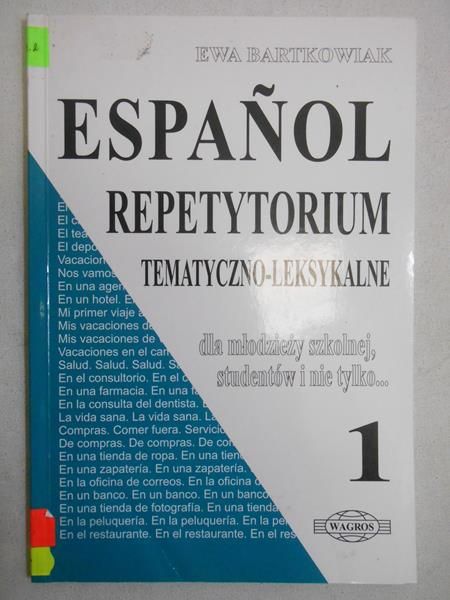 EWA BARTKOWIAK
ESPAÑOL
REPETYTORIUM
TEMATYCZNO-LEKSYKALNE
dla młodzieży szkolnej,
studentów i nie tylko...
1
WAGROS
El
El
El
El depo
Vacacion
Nos vamos
En una agen
En un hotel. E
Mi primer viaje a
Mis vacaciones de
Mis vacaciones de
Vacaciones en el cam
Salud. Salud. Salud. Sa
En el consultorio. En el c
En una farmacia. En una fa
En la consulta del dentista. E
La vida sana. La vida sana. La
Compras. Comer fuera. Servicio
De compras. De compras. De com
En una tienda de ropa. En una tiend
En una zapatería. En una zapatería.
En la oficina de correos. En la oficina d
En un banco. En un banco. En un banco
En una tienda de fotografía. En una tienda
En la peluquería. En la peluquería. En la pe
En el restaurante. En el restaurante. En el res